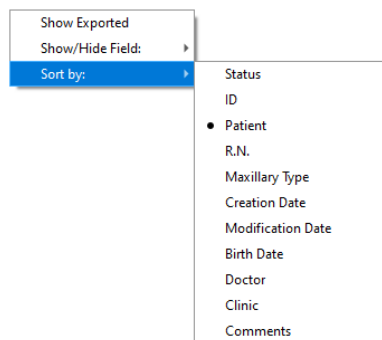 Show Exported
Show/Hide Field:
Sort by:
Status
ID
Patient
R.N.
Maxillary Type
Creation Date
Modification Date
Birth Date
Doctor
Clinic
Comments